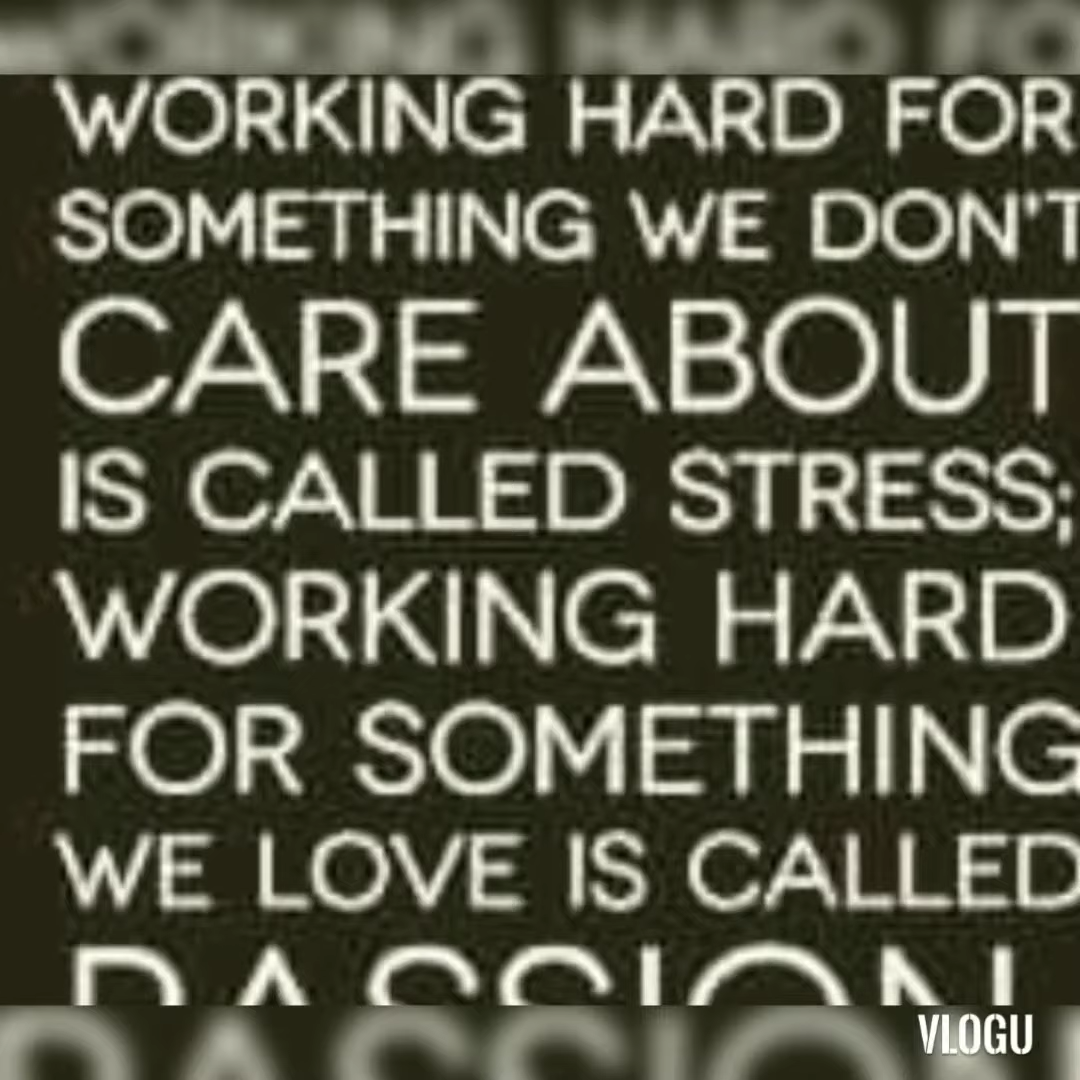 WORKING HARD FOR
SOMETHING WE DON'T
CARE ABOUT
IS CALLED STRESS;
WORKING HARD
FOR SOMETHING
WE LOVE IS CALLED
PASSION
VLOGU